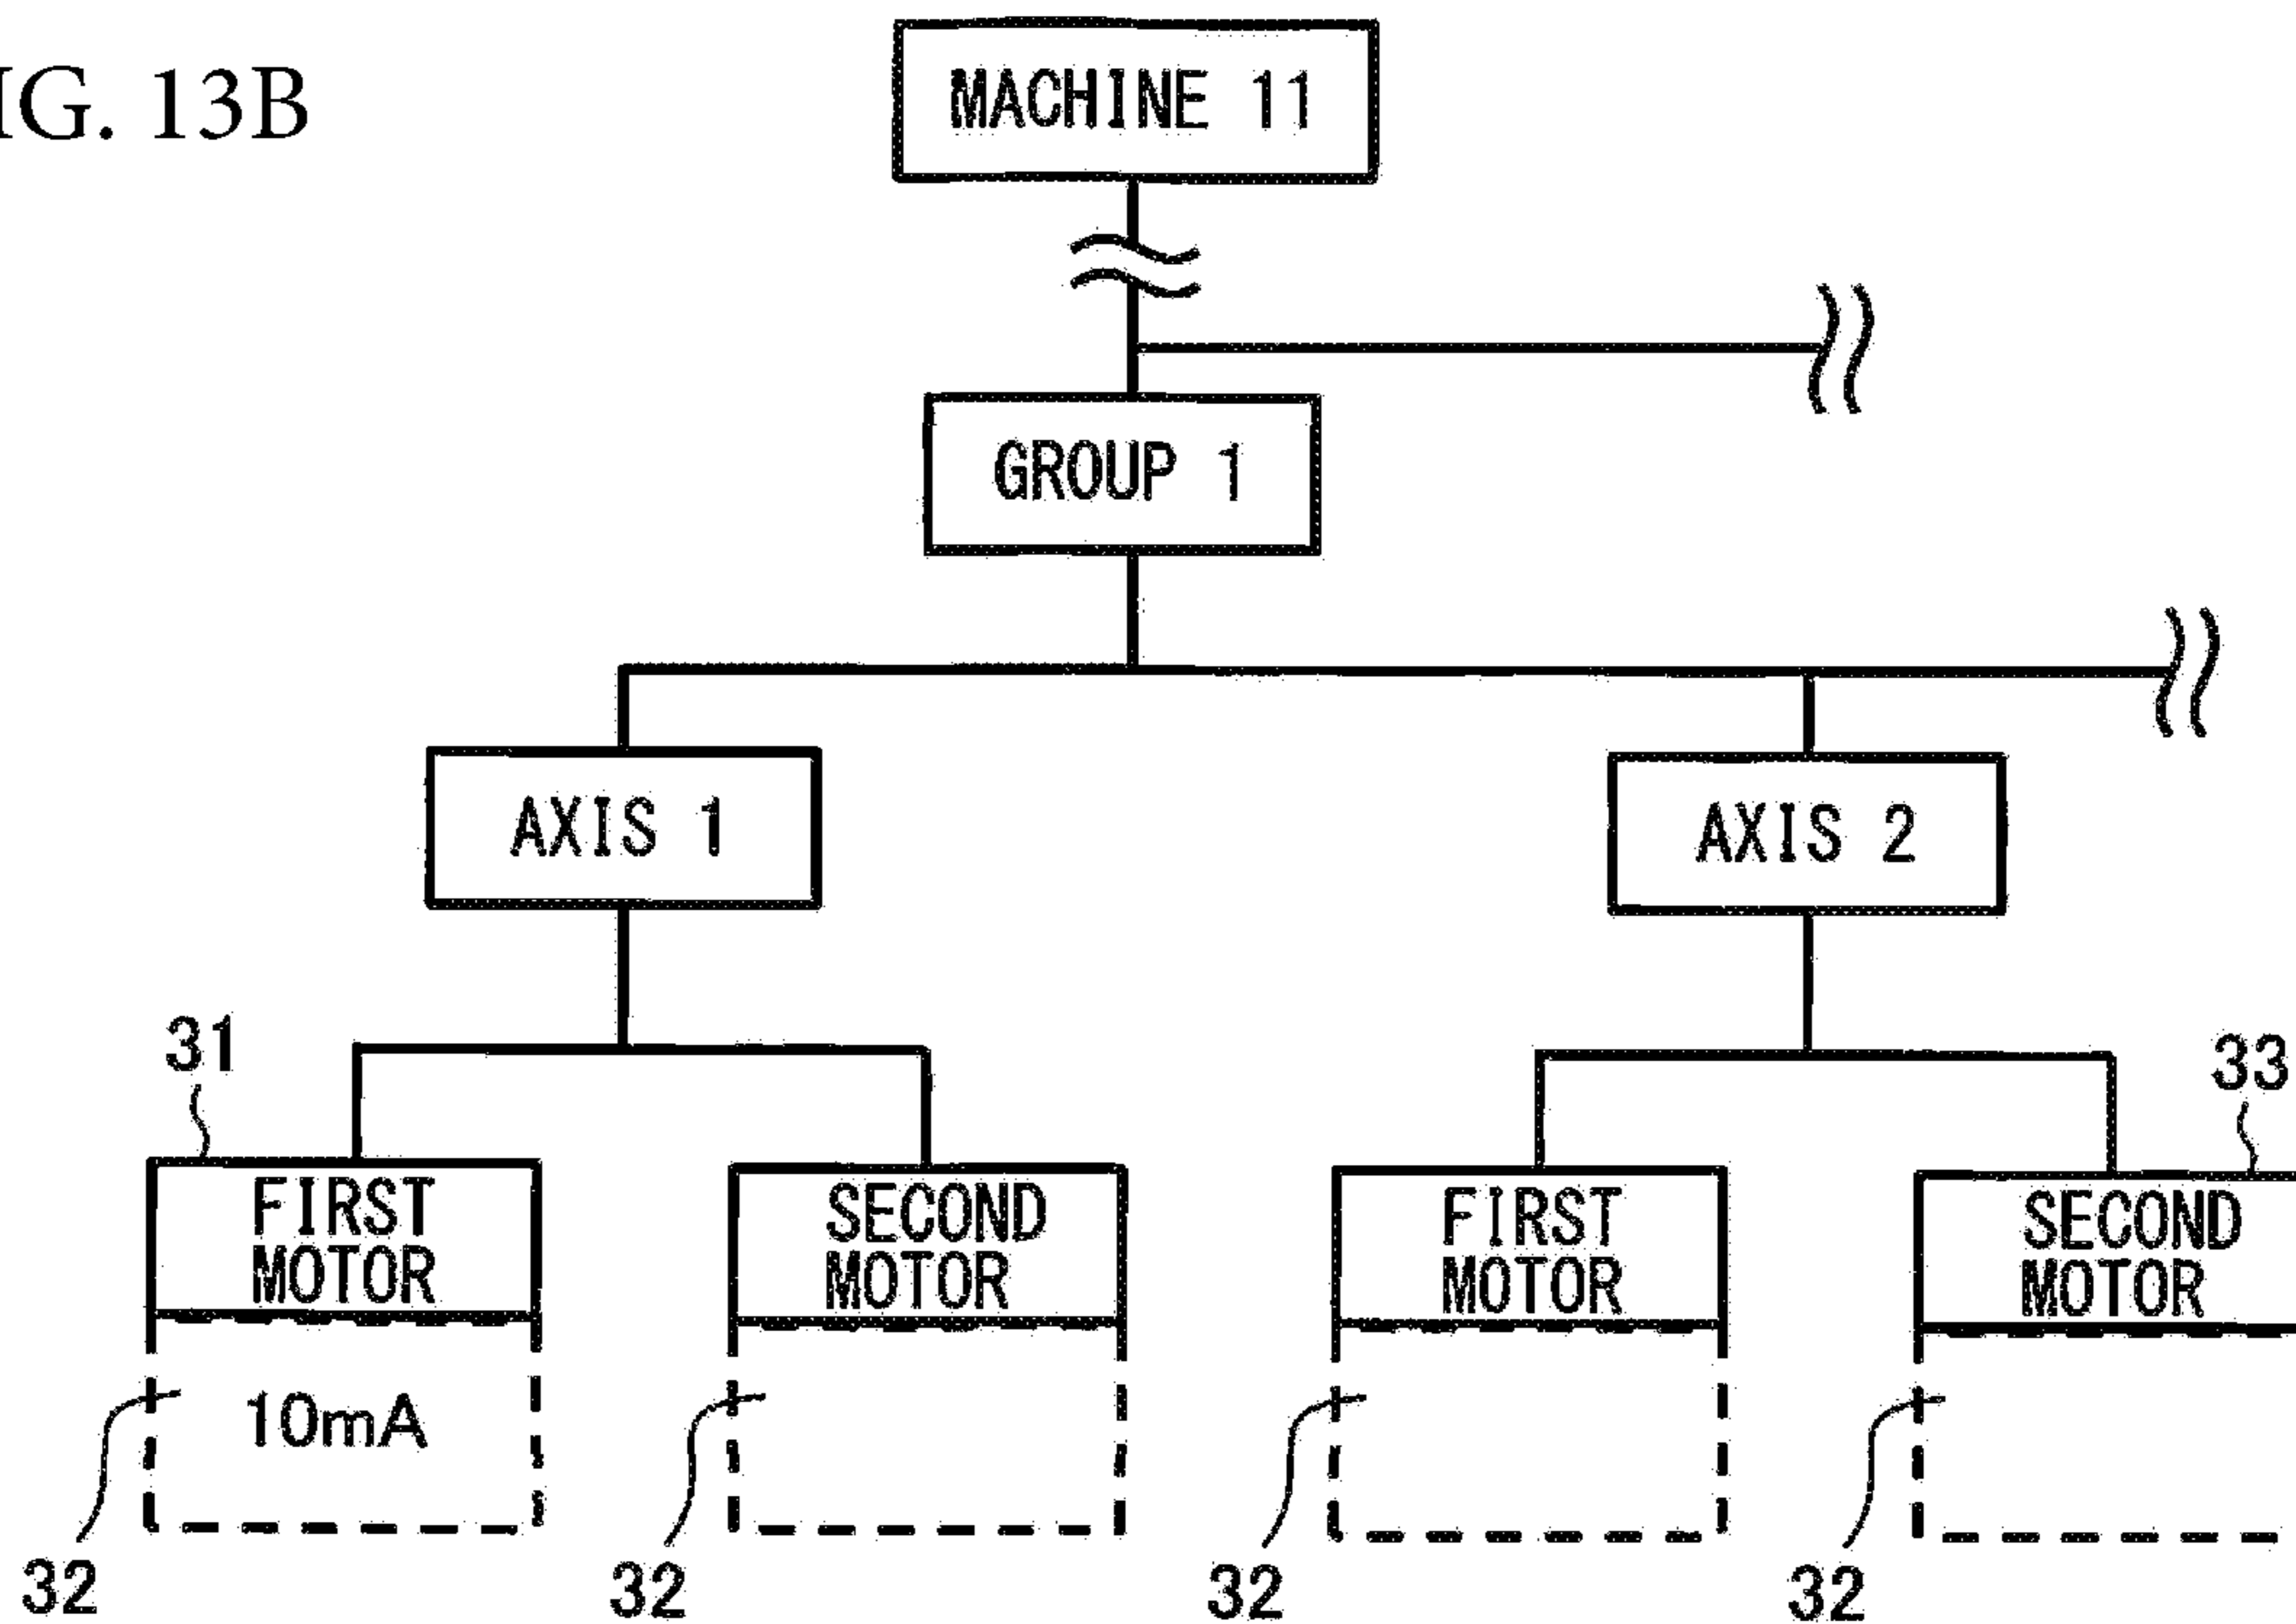 IG. 13B
MACHINE 11
GROUP 1
AXIS 1
AXIS 2
31
33
FIRST
MOTOR
SECOND
MOTOR
FIRST
MOTOR
SECOND
MOTOR
10mA
32
32
32
32